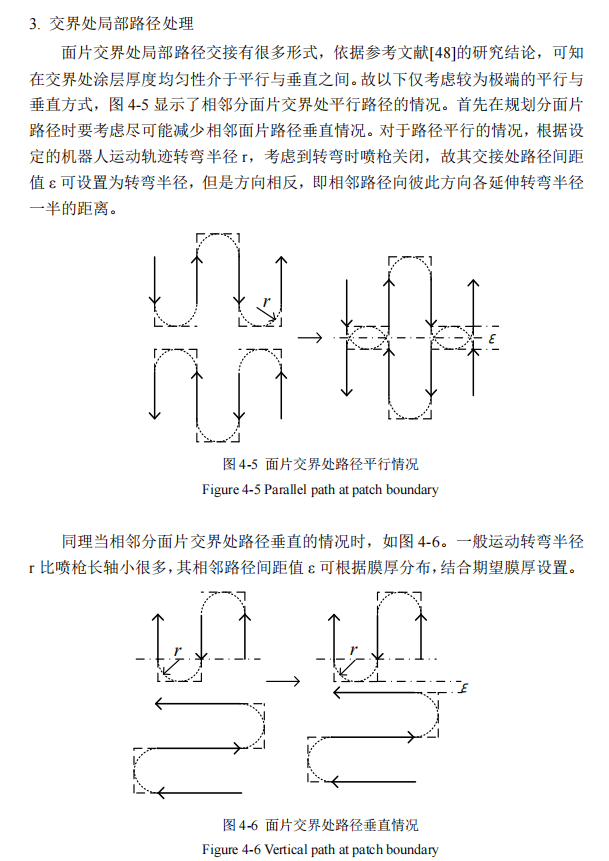 3. 交界处局部路径处理
面片交界处局部路径交接有很多形式，依据参考文献[48]的研究结论，可知
在交界处涂层厚度均匀性介于平行与垂直之间。故以下仅考虑较为极端的平行与
垂直方式，图 4-5 显示了相邻分面片交界处平行路径的情况。首先在规划分面片
路径时要考虑尽可能减少相邻面片路径垂直情况。对于路径平行的情况，根据设
定的机器人运动轨迹转弯半径 r，考虑到转弯时喷枪关闭，故其交接处路径间距
值 ε 可设置为转弯半径，但是方向相反，即相邻路径向彼此方向各延伸转弯半径
一半的距离。
r
ε
图 4-5 面片交界处路径平行情况
Figure 4-5 Parallel path at patch boundary
同理当相邻分面片交界处路径垂直的情况时，如图 4-6。一般运动转弯半径
r 比喷枪长轴小很多，其相邻路径间距值 ε 可根据膜厚分布，结合期望膜厚设置。
r
r
ε
图 4-6 面片交界处路径垂直情况
Figure 4-6 Vertical path at patch boundary